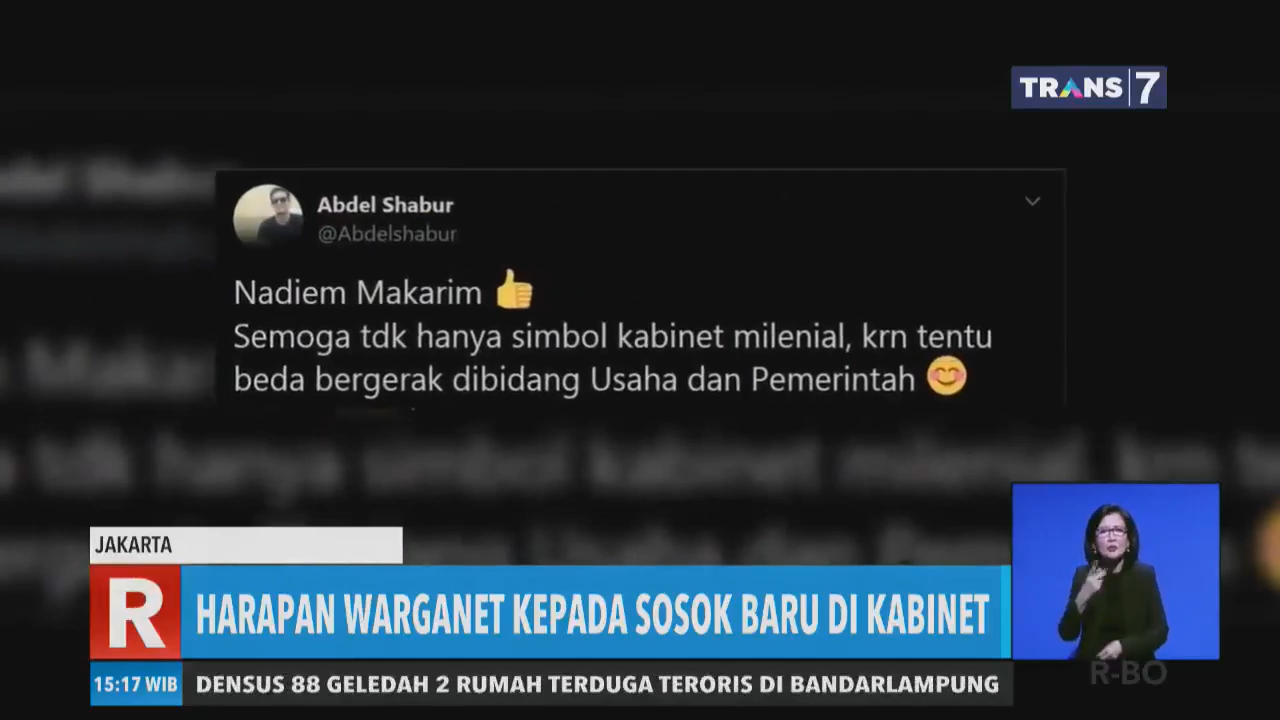 TRANS|7
Abdel Shabur
@Abdelshabur
Nadiem Makarim 👍
Semoga tdk hanya simbol kabinet milenial, krn tentu
beda bergerak dibidang Usaha dan Pemerintah 😊
JAKARTA
R
HARAPAN WARGANET KEPADA SOSOK BARU DI KABINET
R-BO
15:17 WIB
DENSUS 88 GELEDAH 2 RUMAH TERDUGA TERORIS DI BANDARLAMPUNG